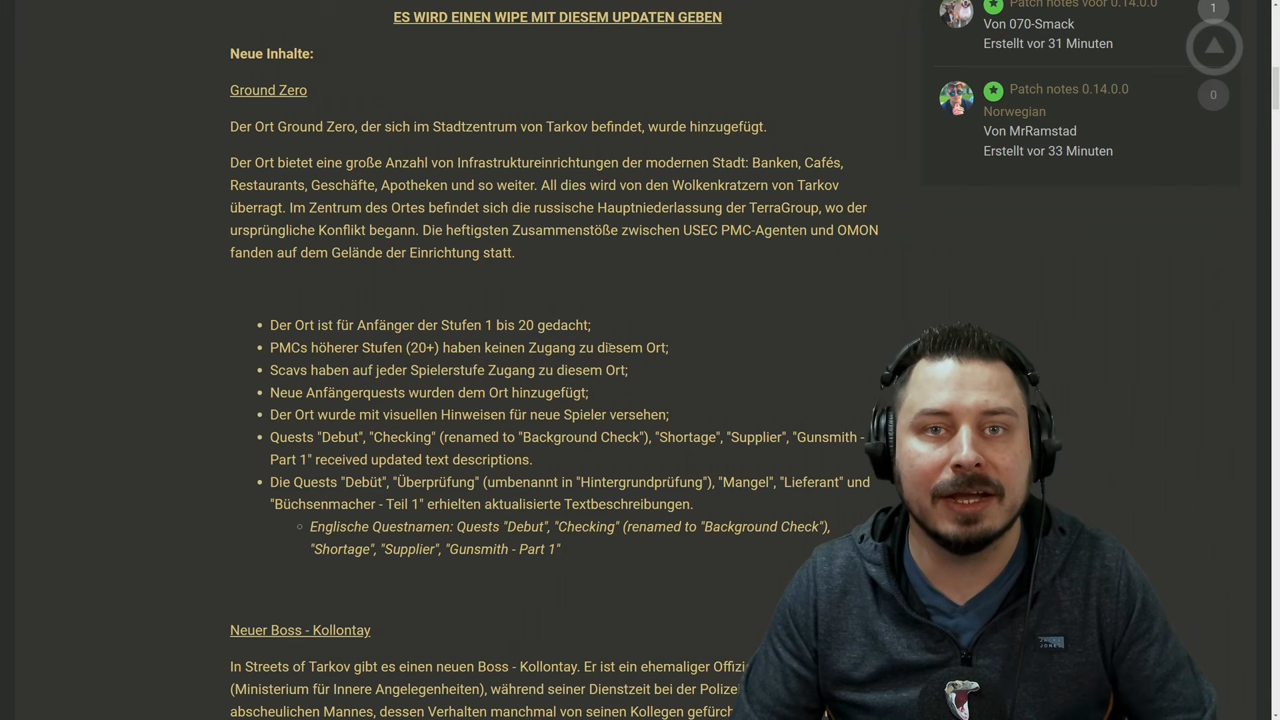 ES WIRD EINEN WIPE MIT DIESEM UPDATEN GEBEN
Neue Inhalte:
Ground Zero
Der Ort Ground Zero, der sich im Stadtzentrum von Tarkov befindet, wurde hinzugefügt.
Der Ort bietet eine große Anzahl von Infrastruktureinrichtungen der modernen Stadt: Banken, Cafés,
Restaurants, Geschäfte, Apotheken und so weiter. All dies wird von den Wolkenkratzern von Tarkov
überragt. Im Zentrum des Ortes befindet sich die russische Hauptniederlassung der TerraGroup, wo der
ursprüngliche Konflikt begann. Die heftigsten Zusammenstöße zwischen USEC PMC-Agenten und OMON
fanden auf dem Gelände der Einrichtung statt.
Der Ort ist für Anfänger der Stufen 1 bis 20 gedacht;
PMCs höherer Stufen (20+) haben keinen Zugang zu diesem Ort;
Scavs haben auf jeder Spielerstufe Zugang zu diesem Ort;
Neue Anfängerquests wurden dem Ort hinzugefügt;
Der Ort wurde mit visuellen Hinweisen für neue Spieler versehen;
Quests "Debut", "Checking" (renamed to "Background Check"), "Shortage", "Supplier", "Gunsmith -
Part 1" received updated text descriptions.
Die Quests "Debüt", "Überprüfung" (umbenannt in "Hintergrundprüfung"), "Mangel", "Lieferant" und
"Büchsenmacher - Teil 1" erhielten aktualisierte Textbeschreibungen.
Englische Questnamen: Quests "Debut", "Checking" (renamed to "Background Check"),
"Shortage", "Supplier", "Gunsmith - Part 1"
Neuer Boss - Kollontay
In Streets of Tarkov gibt es einen neuen Boss - Kollontay. Er ist ein ehemaliger
(Ministerium für Innere Angelegenheiten), während seiner Dienstzeit bei der
abscheulichen Mannes, dessen Verhalten manchmal von seinen Kollegen
Patch notes voor 0.14.0.0
1
Von 070-Smack
Erstellt vor 31 Minuten
Patch notes 0.14.0.0
0
Norwegian
Von MrRamstad
Erstellt vor 33 Minuten